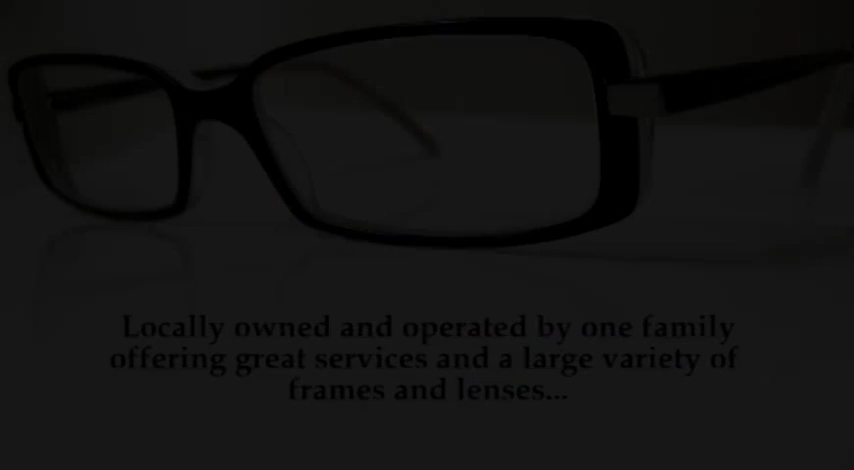 Locally owned and operated by one family
offering great services and a large variety of
frames and lenses...